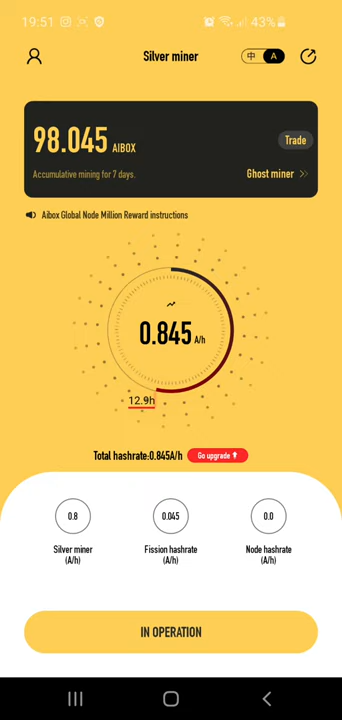 19:51 43%
Silver miner
中 A
98.045 AIBOX
Trade
Accumulative mining for 7 days.
Ghost miner
Aibox Global Node Million Reward instructions
0.845 A/h
12.9h
Total hashrate:0.845A/h
Go upgrade
0.8
0.045
0.0
Silver miner
(A/h)
Fission hashrate
(A/h)
Node hashrate
(A/h)
IN OPERATION